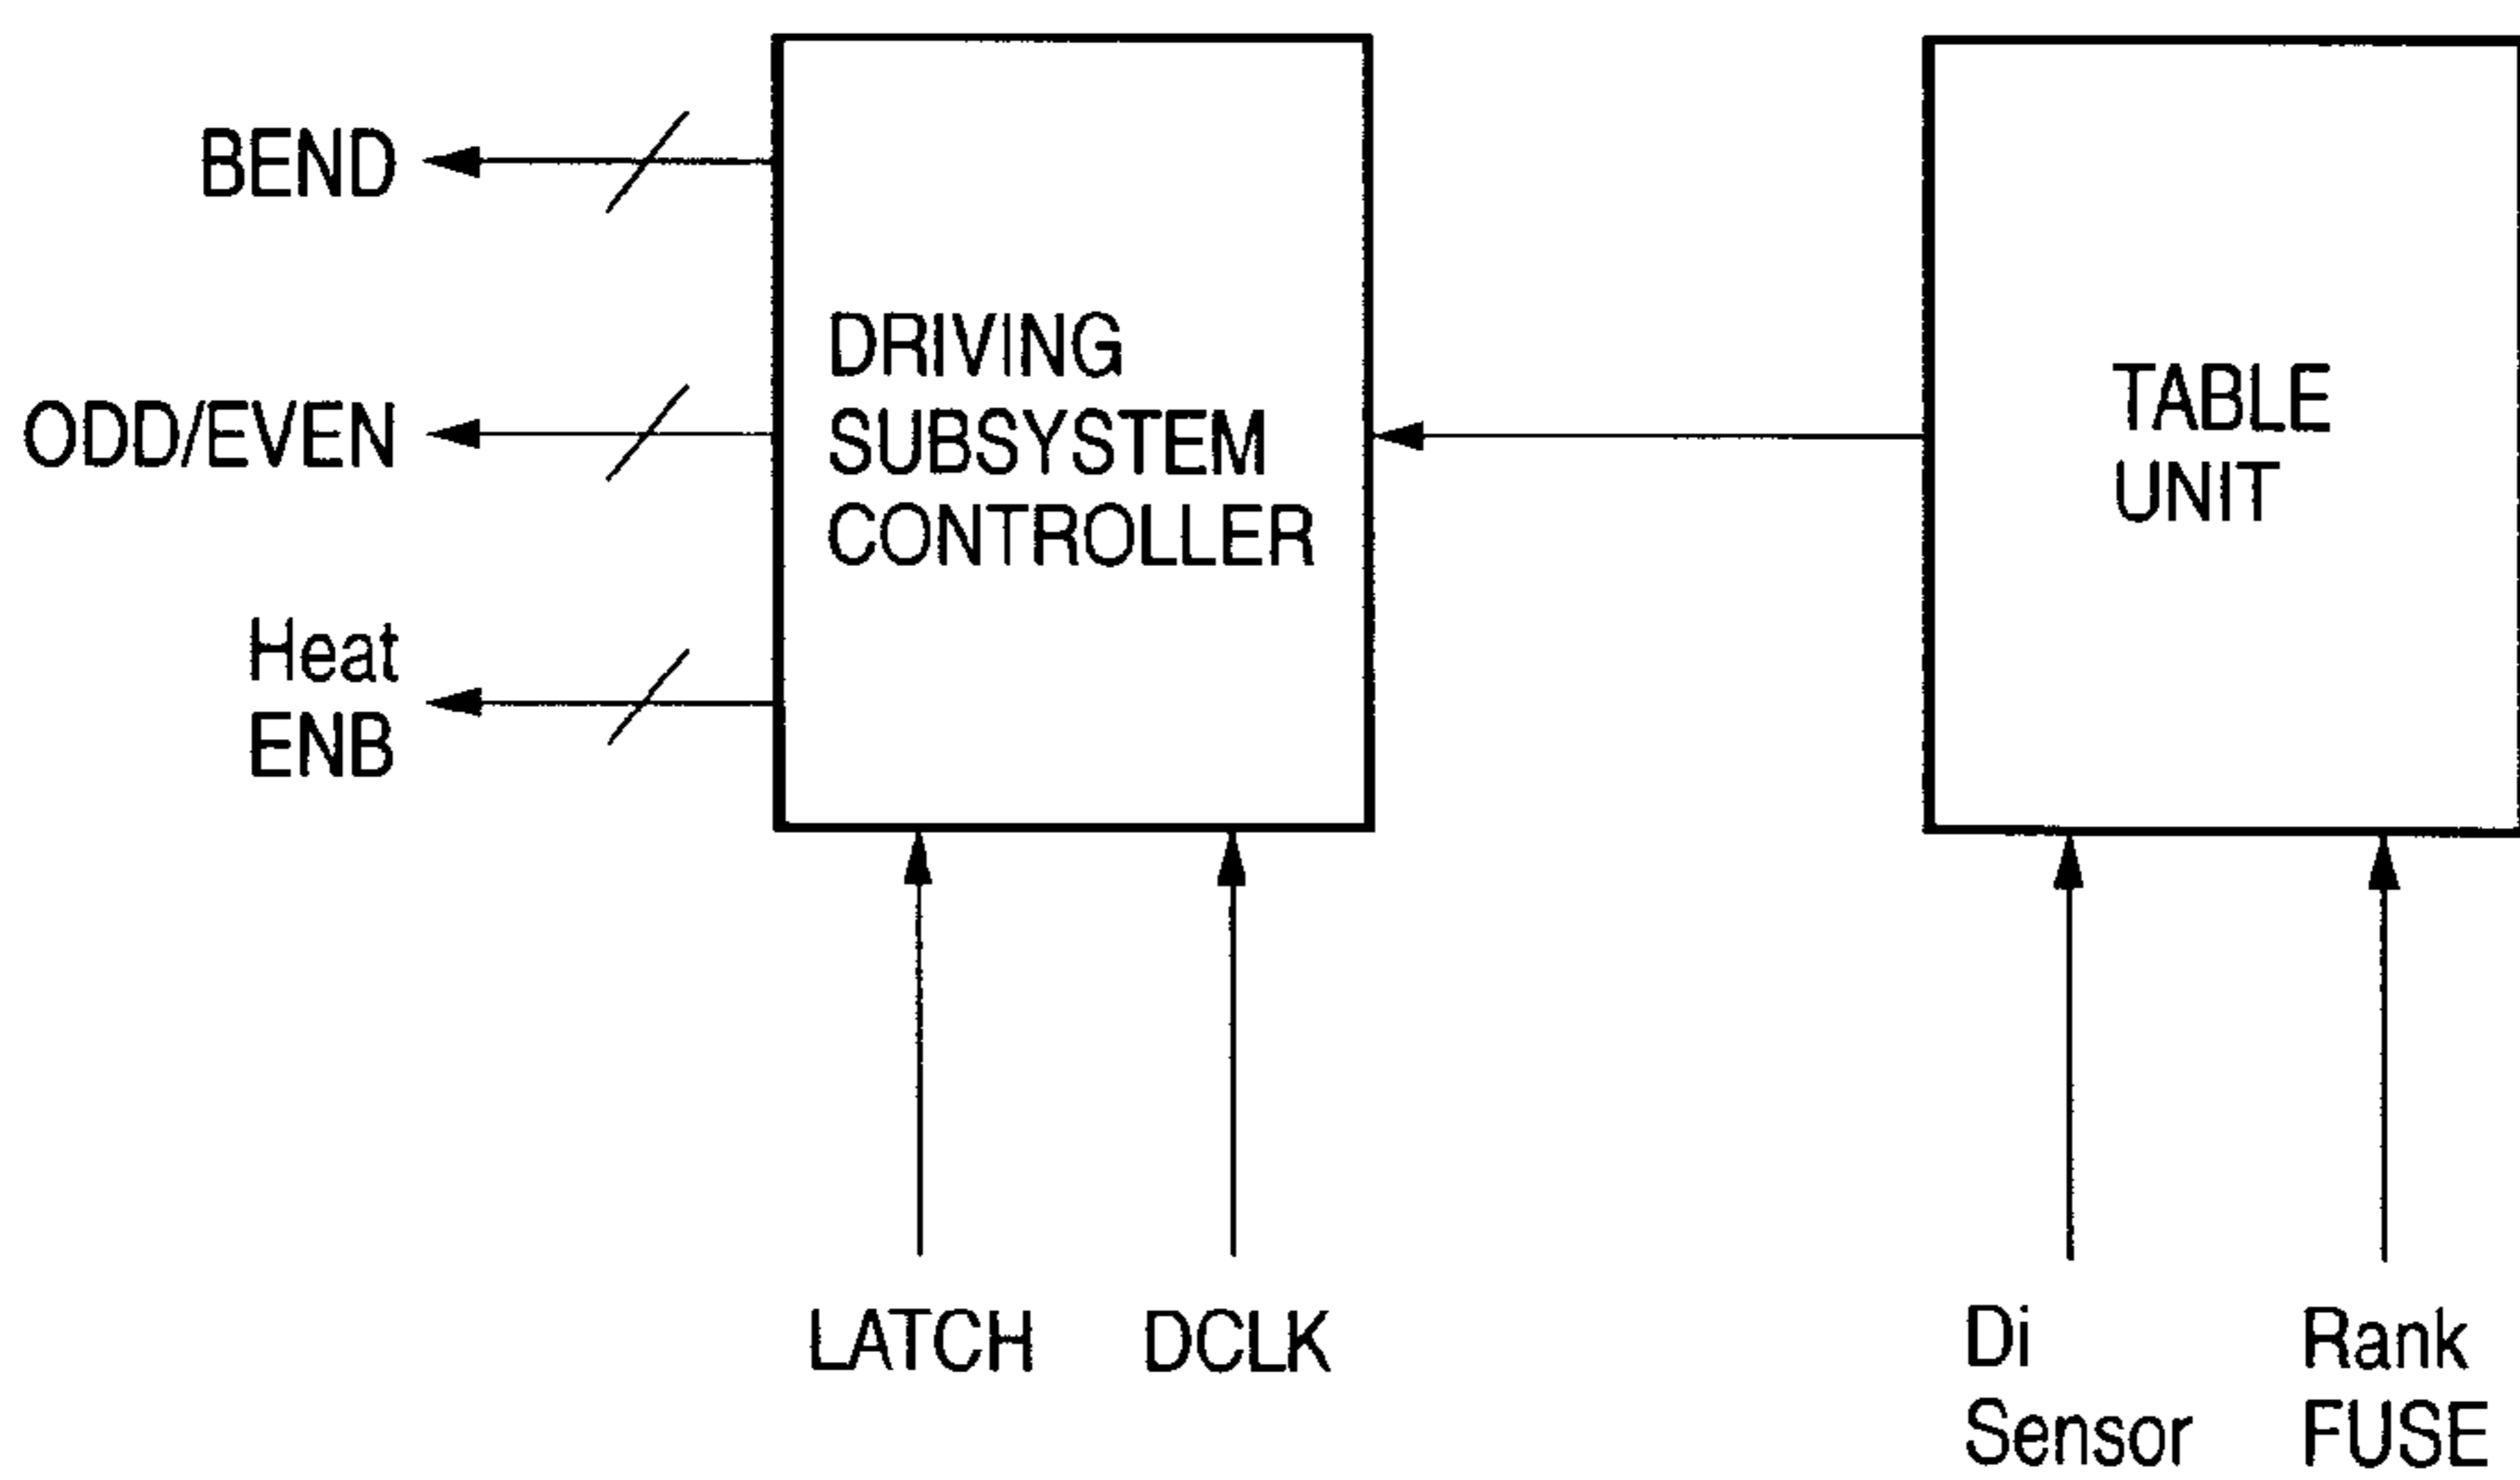 BEND
ODD/EVEN
Heat
ENB
DRIVING
SUBSYSTEM
CONTROLLER
TABLE
UNIT
LATCH
DCLK
Di
Sensor
Rank
FUSE